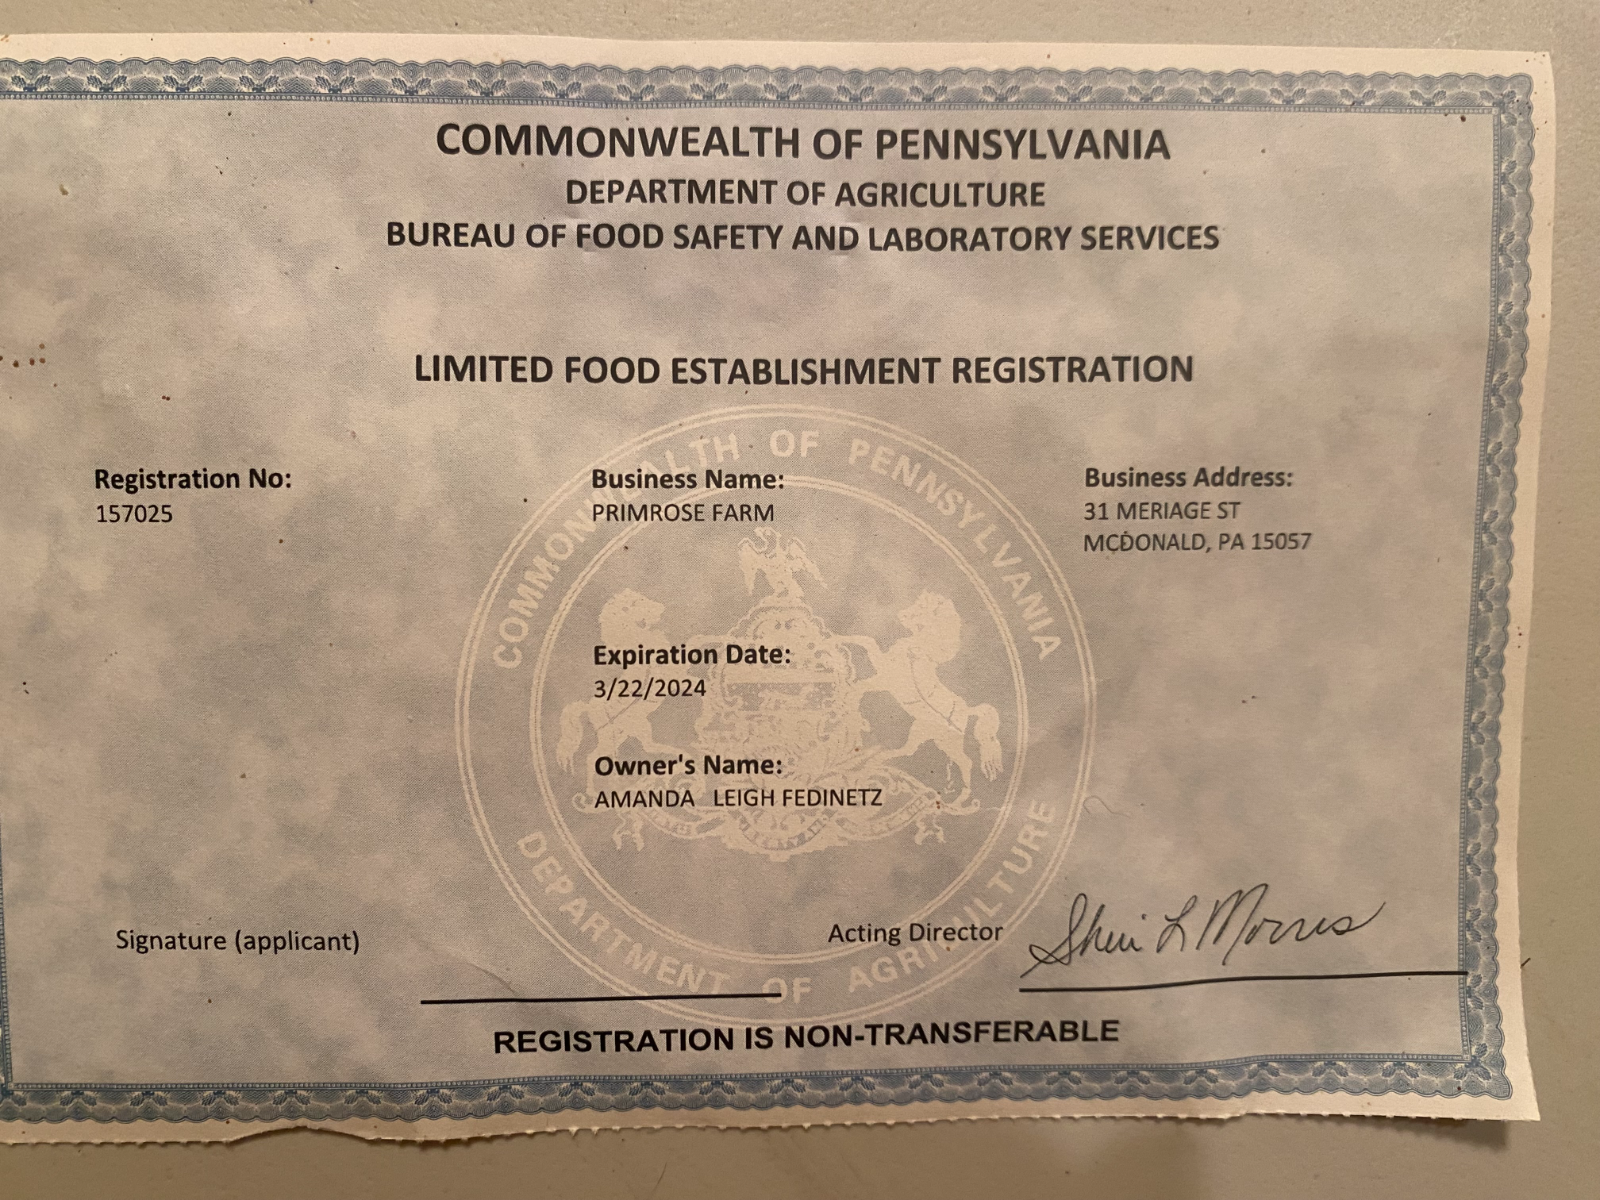 COMMONWEALTH OF PENNSYLVANIA
DEPARTMENT OF AGRICULTURE
BUREAU OF FOOD SAFETY AND LABORATORY SERVICES
LIMITED FOOD ESTABLISHMENT REGISTRATION
Registration No:
157025
Business Name:
PRIMROSE FARM
Business Address:
31 MERIAGE ST
MCDONALD, PA 15057
Expiration Date:
3/22/2024
Owner's Name:
AMANDA LEIGH FEDINETZ
COMMONWEALTH OF PENNSYLVANIA
DEPARTMENT OF AGRICULTURE
Signature (applicant)
Acting Director
Sheri L Morris
REGISTRATION IS NON-TRANSFERABLE